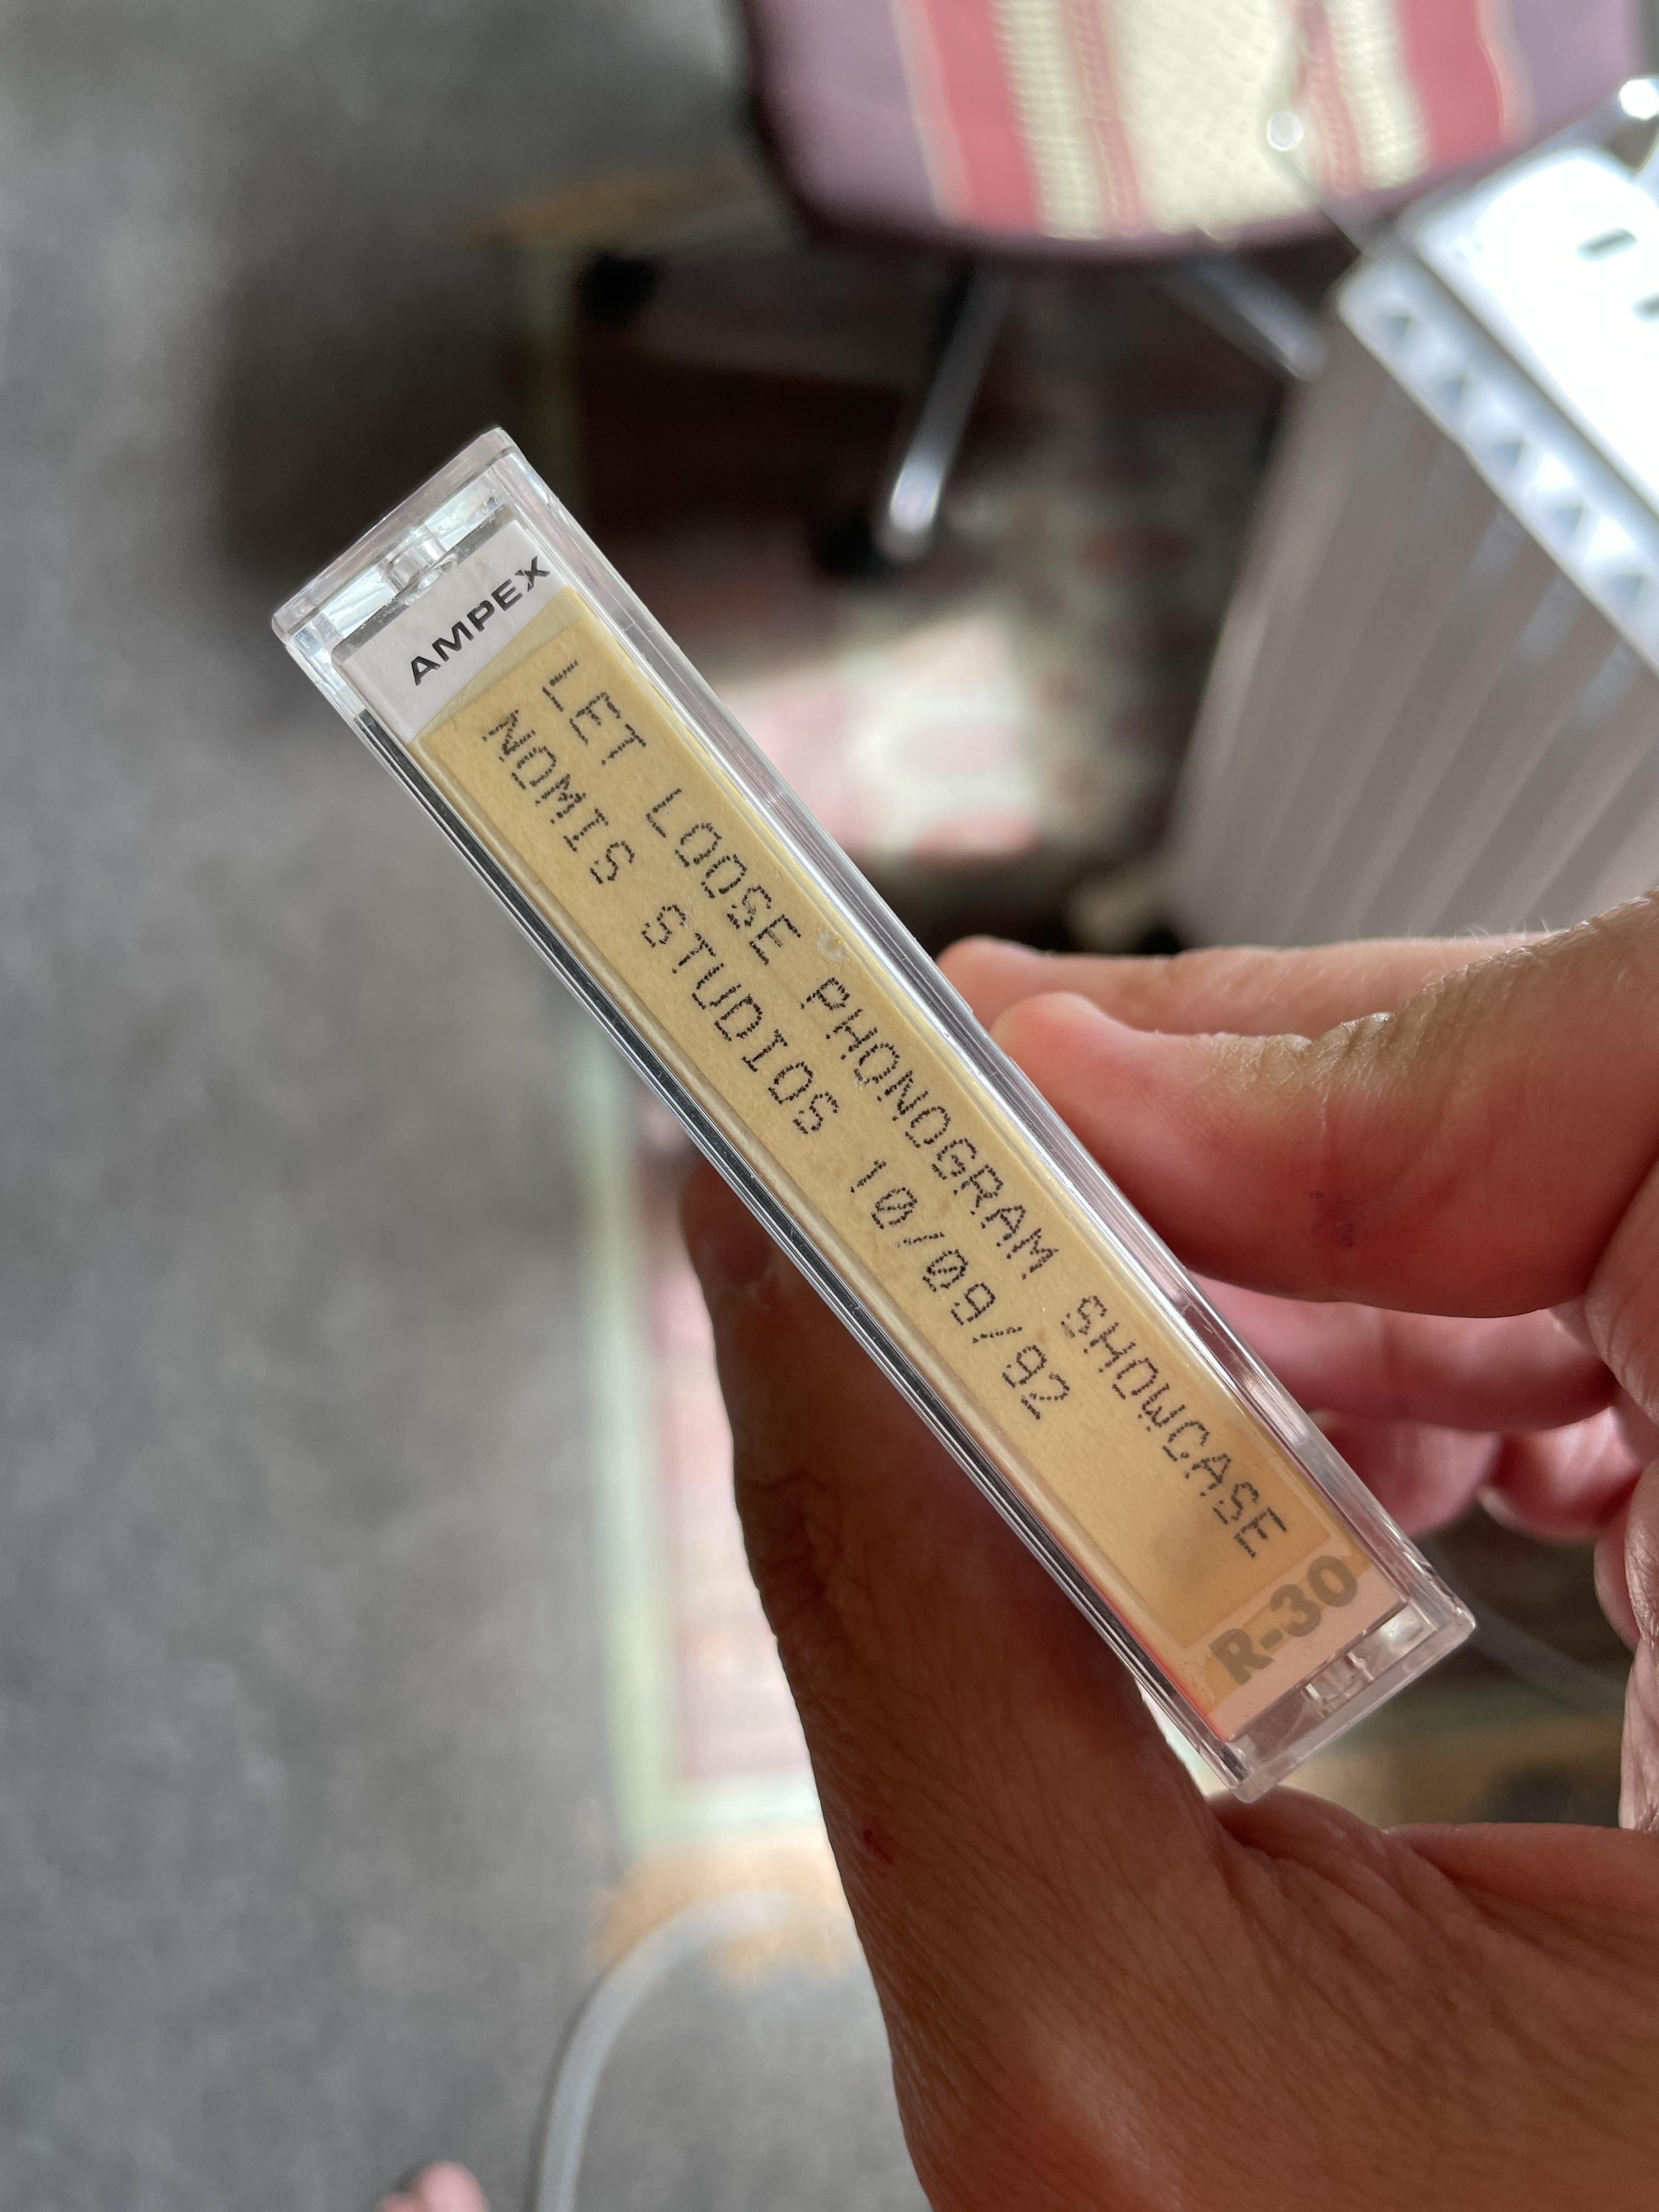 AMPEX
LET LOOSE PHONOGRAM SHOWCASE
NOMIS STUDIOS 10/09/92
R-30